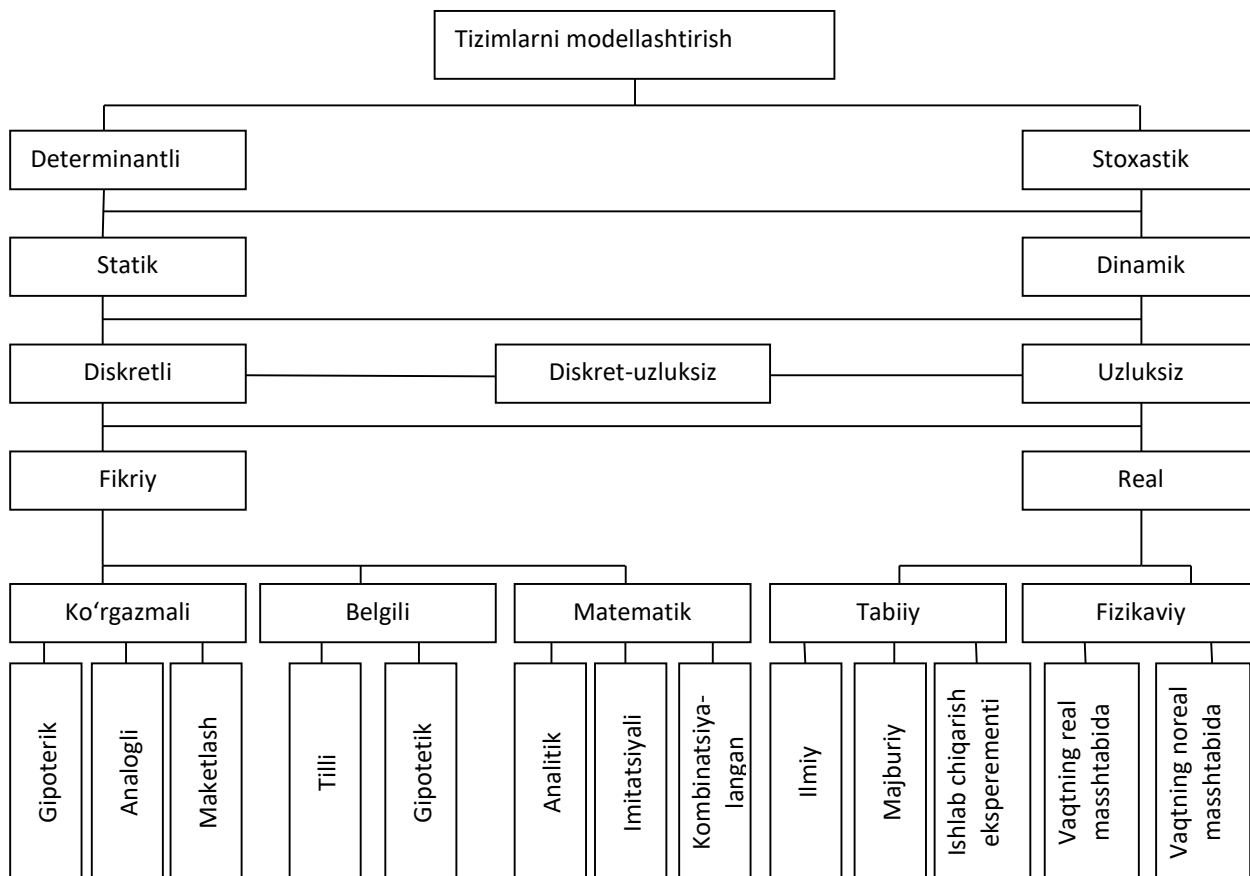 Tizimlarni modellashtirish
Determinantli
Stoxastik
Statik
Dinamik
Diskretli
Diskret-uzluksiz
Uzluksiz
Fikriy
Real
Ko‘rgazmali
Belgili
Matematik
Tabiiy
Fizikaviy
Gipoterik
Analogli
Maketlash
Tilli
Gipotetik
Analitik
Imitatsiyali
Kombinatsiya-
langan
Ilmiy
Majburiy
Ishlab chiqarish
eksperementi
Vaqtning real
masshtabida
Vaqtning noreal
masshtabida